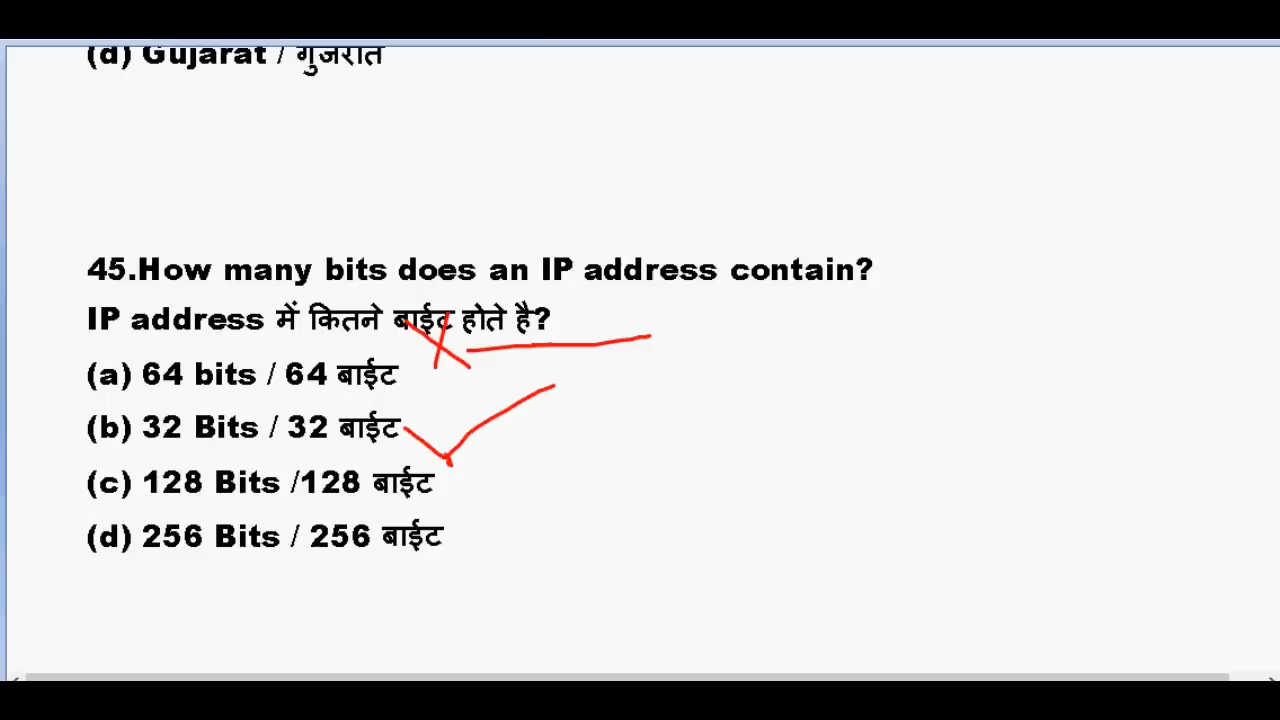 (d) Gujarat / गुजरात
45.How many bits does an IP address contain?
IP address में कितने बाईट होते है?
(a) 64 bits / 64 बाईट
(b) 32 Bits / 32 बाईट
(c) 128 Bits /128 बाईट
(d) 256 Bits / 256 बाईट